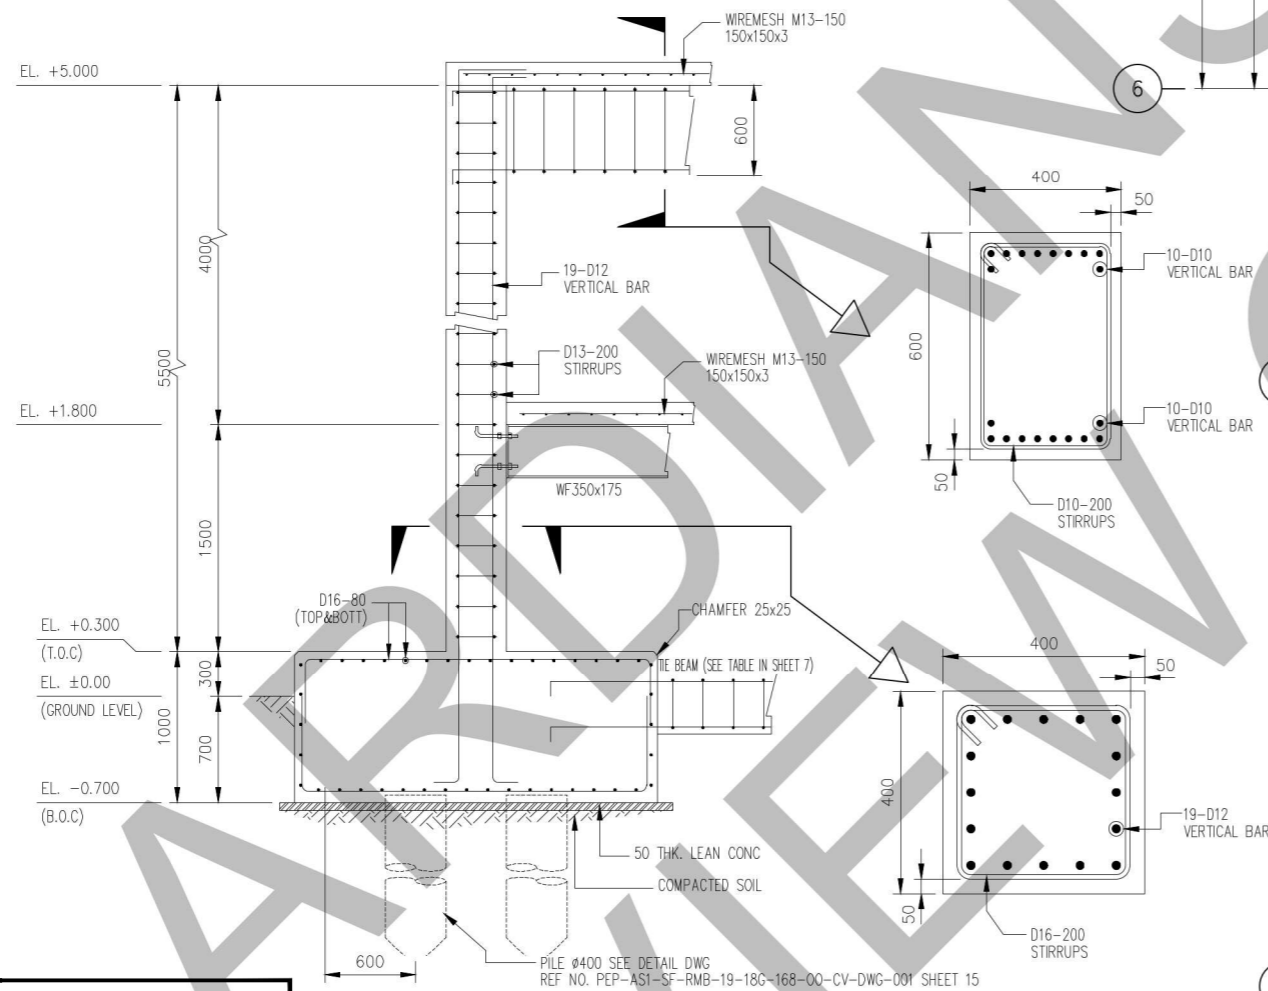 WIREMESH M13-150
150x150x3
EL. +5.000
6
600
400
50
4000
19-D12
VERTICAL BAR
10-D10
VERTICAL BAR
600
5500
D13-200
STIRRUPS
WIREMESH M13-150
150x150x3
EL. +1.800
10-D10
VERTICAL BAR
50
WF350x175
D10-200
STIRRUPS
1500
D16-80
(TOP&BOTT)
CHAMFER 25x25
EL. +0.300
(T.O.C)
TIE BEAM (SEE TABLE IN SHEET 7)
400
50
300
EL. ±0.00
(GROUND LEVEL)
1000
700
EL. -0.700
(B.O.C)
400
19-D12
VERTICAL BAR
50 THK. LEAN CONC
COMPACTED SOIL
50
D16-200
STIRRUPS
600
PILE ø400 SEE DETAIL DWG
REF NO. PEP-AS1-SF-RMB-19-18G-168-00-CV-DWG-001 SHEET 15